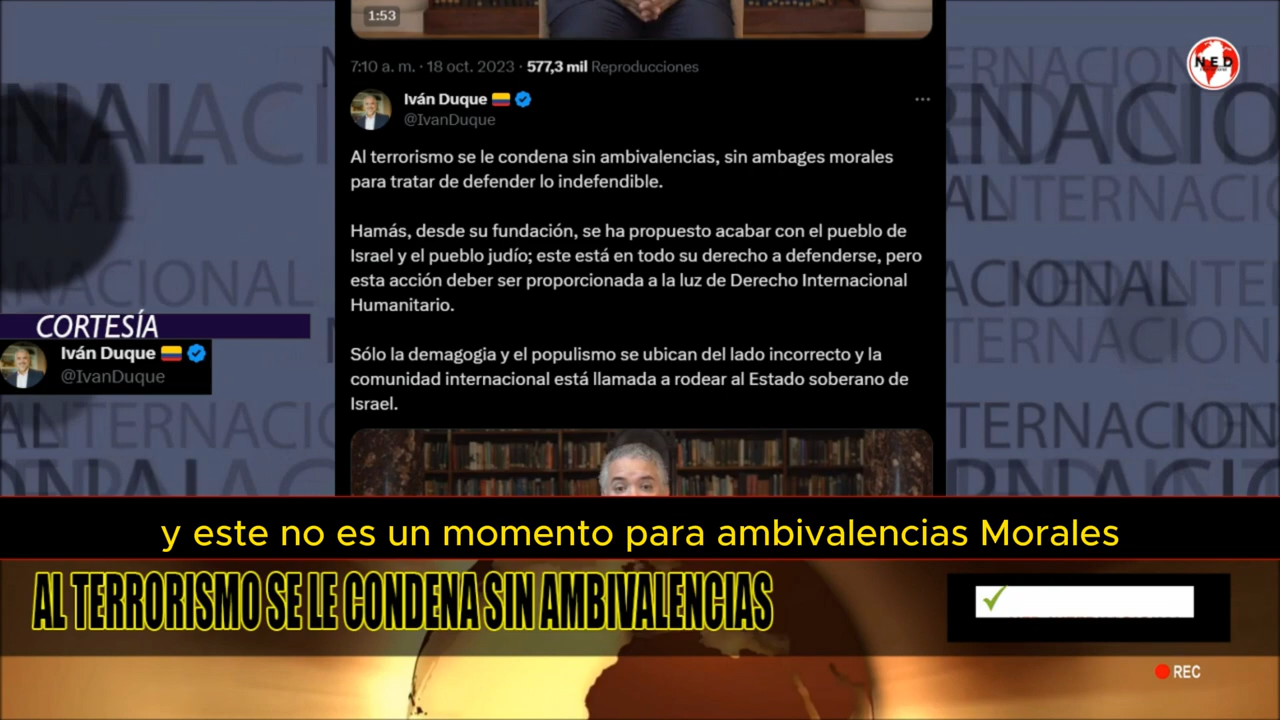 1:53
7:10 a. m. · 18 oct. 2023 · 577,3 mil Reproducciones
NED
Iván Duque
@IvanDuque
Al terrorismo se le condena sin ambivalencias, sin ambages morales
para tratar de defender lo indefendible.
Hamás, desde su fundación, se ha propuesto acabar con el pueblo de
Israel y el pueblo judío; este está en todo su derecho a defenderse, pero
esta acción deber ser proporcionada a la luz de Derecho Internacional
Humanitario.
Sólo la demagogia y el populismo se ubican del lado incorrecto y la
comunidad internacional está llamada a rodear al Estado soberano de
Israel.
CORTESÍA
Iván Duque
@IvanDuque
y este no es un momento para ambivalencias Morales
AL TERRORISMO SE LE CONDENA SIN AMBIVALENCIAS
REC